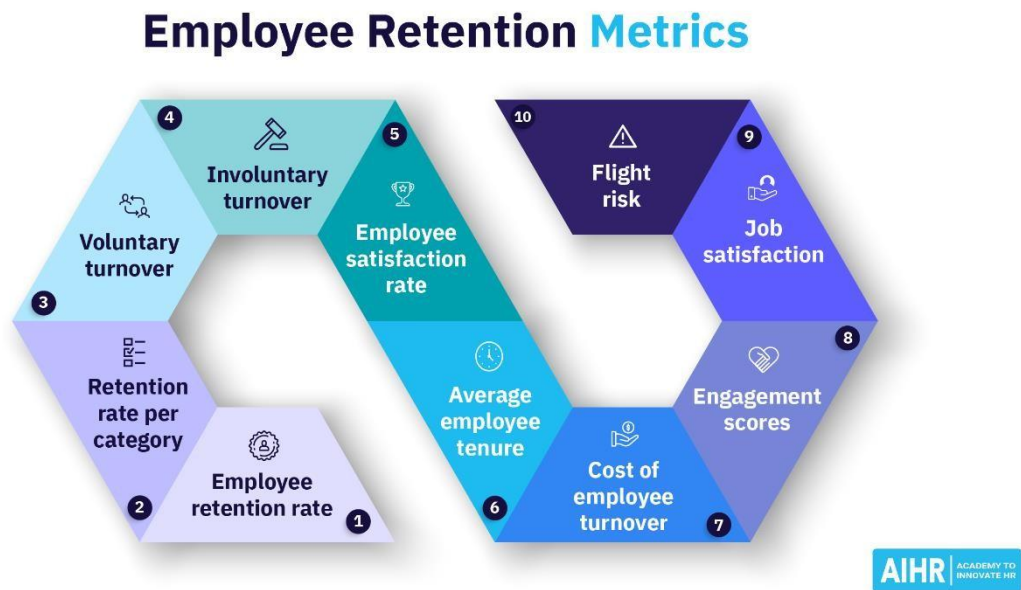 Employee Retention Metrics
1
Employee
retention rate
2
Retention
rate per
category
3
Voluntary
turnover
4
Involuntary
turnover
5
Employee
satisfaction
rate
6
Average
employee
tenure
7
Cost of
employee
turnover
8
Engagement
scores
9
Job
satisfaction
10
Flight
risk
AIHR
ACADEMY TO
INNOVATE HR